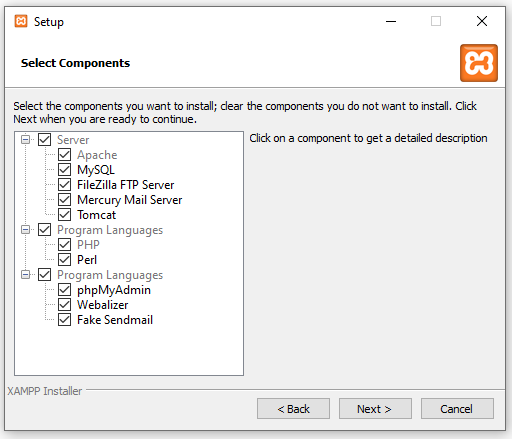 Setup
Select Components
Select the components you want to install; clear the components you do not want to install. Click
Next when you are ready to continue.
Server
Apache
MySQL
FileZilla FTP Server
Mercury Mail Server
Tomcat
Program Languages
PHP
Perl
Program Languages
phpMyAdmin
Webalizer
Fake Sendmail
Click on a component to get a detailed description
XAMPP Installer
< Back
Next >
Cancel